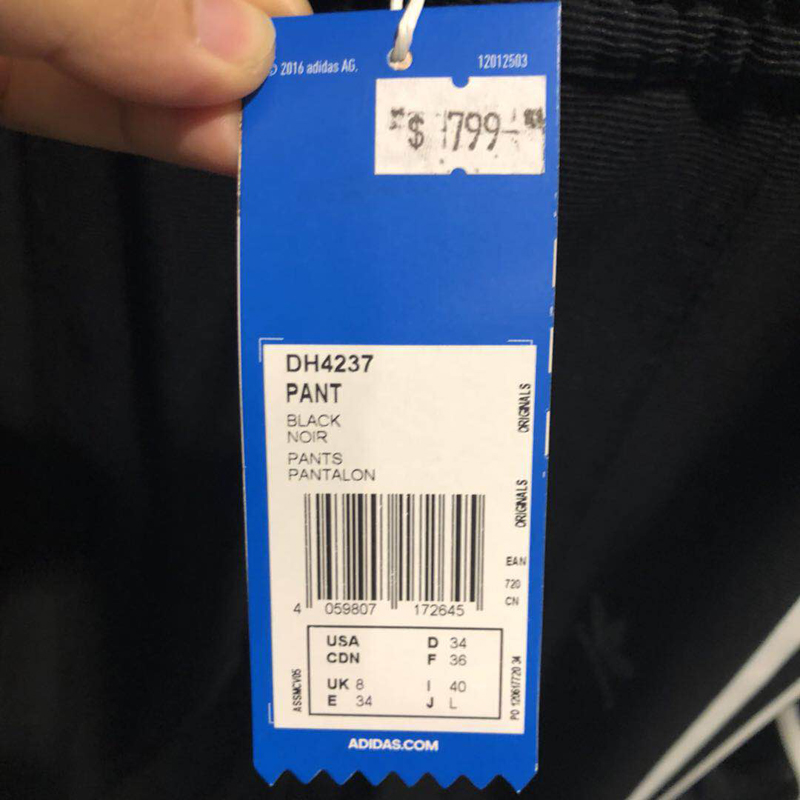 © 2016 adidas AG.
12012503
$ 799
DH4237
PANT
BLACK
NOIR
PANTS
PANTALON
ORIGINALS
ORIGINALS
EAN
720
CN
4 059807 172645
USA D 34
CDN F 36
UK 8 I 40
E 34 J L
ASSMCV05
ADIDAS.COM